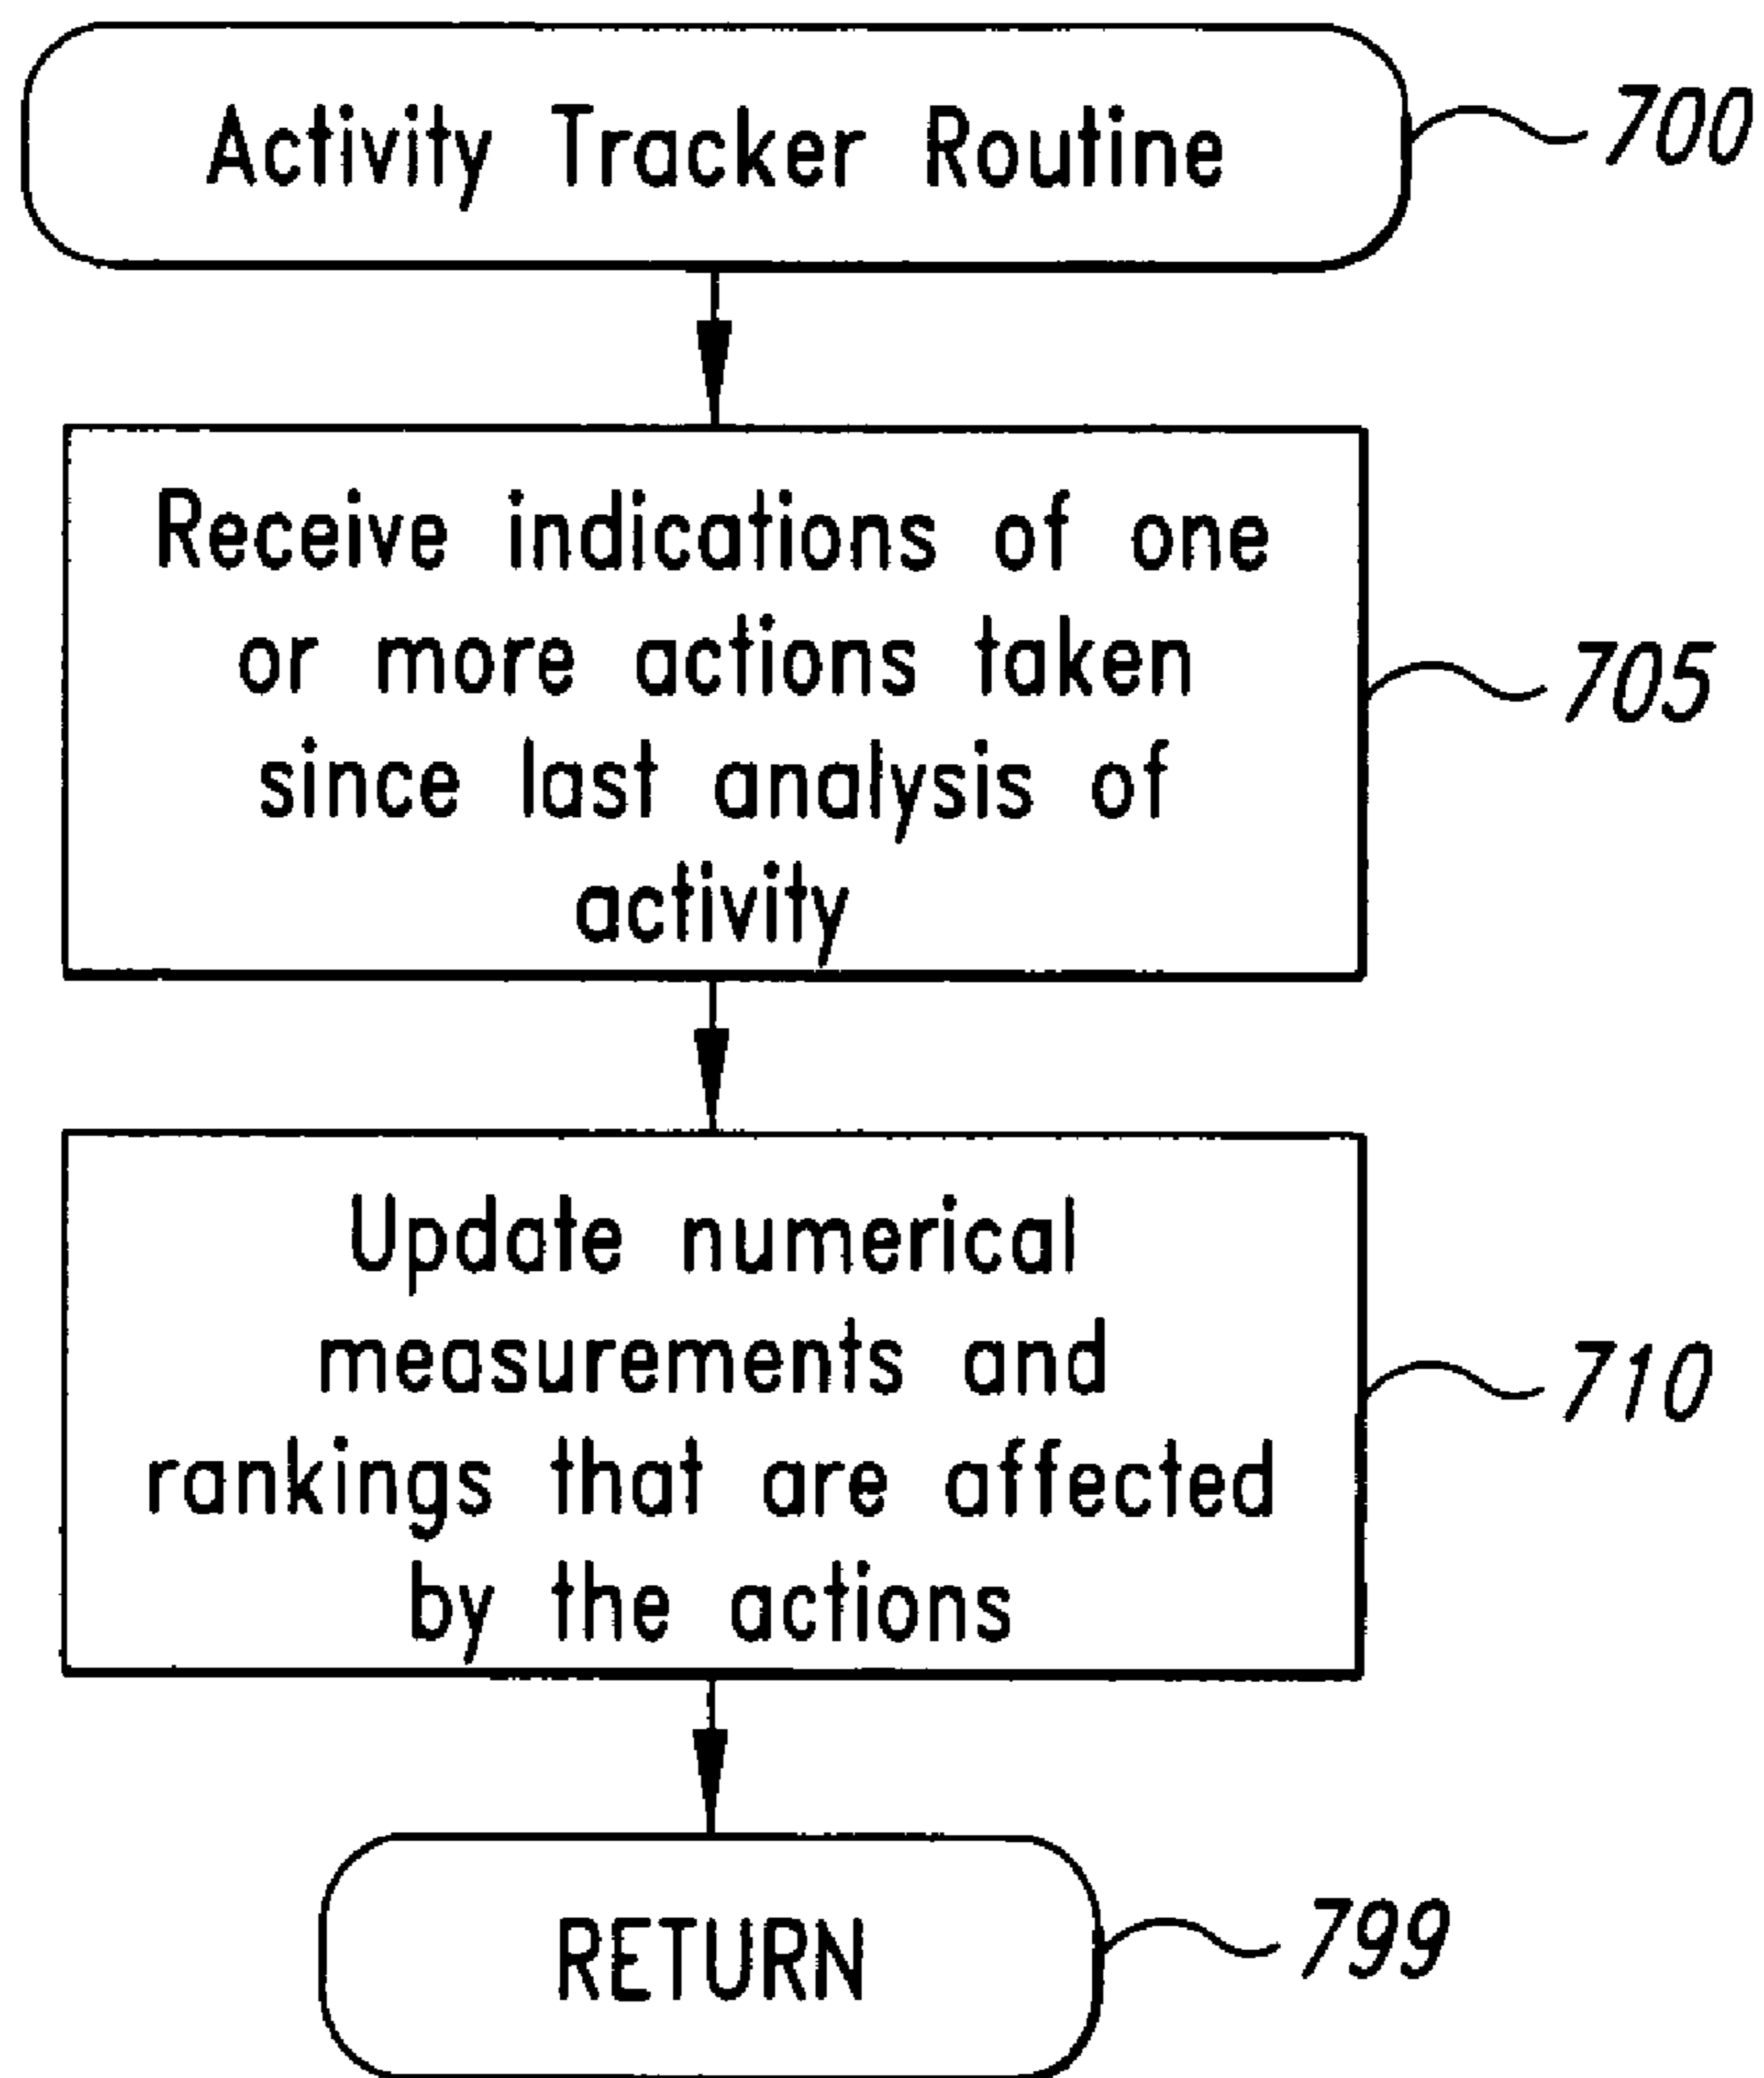 Activity Tracker Routine
700
Receive indications of one
or more actions taken
since last analysis of
activity
705
Update numerical
measurements and
rankings that are affected
by the actions
710
RETURN
799